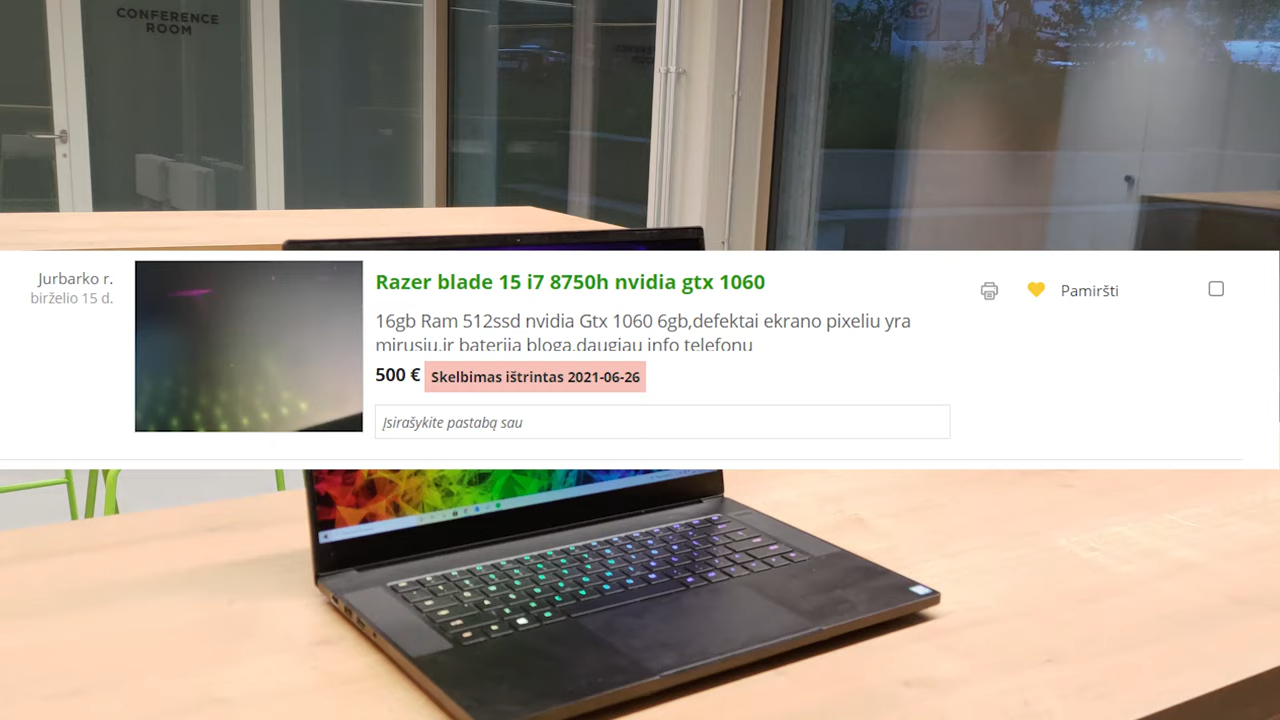 CONFERENCE
ROOM
Jurbarko r.
birželio 15 d.
Razer blade 15 i7 8750h nvidia gtx 1060
16gb Ram 512ssd nvidia Gtx 1060 6gb,defektai ekrano pixeliu yra
mirusiu,ir baterija bloga,daugiau info telefonu
500 € Skelbimas ištrintas 2021-06-26
Įsirašykite pastabą sau
Pamiršti